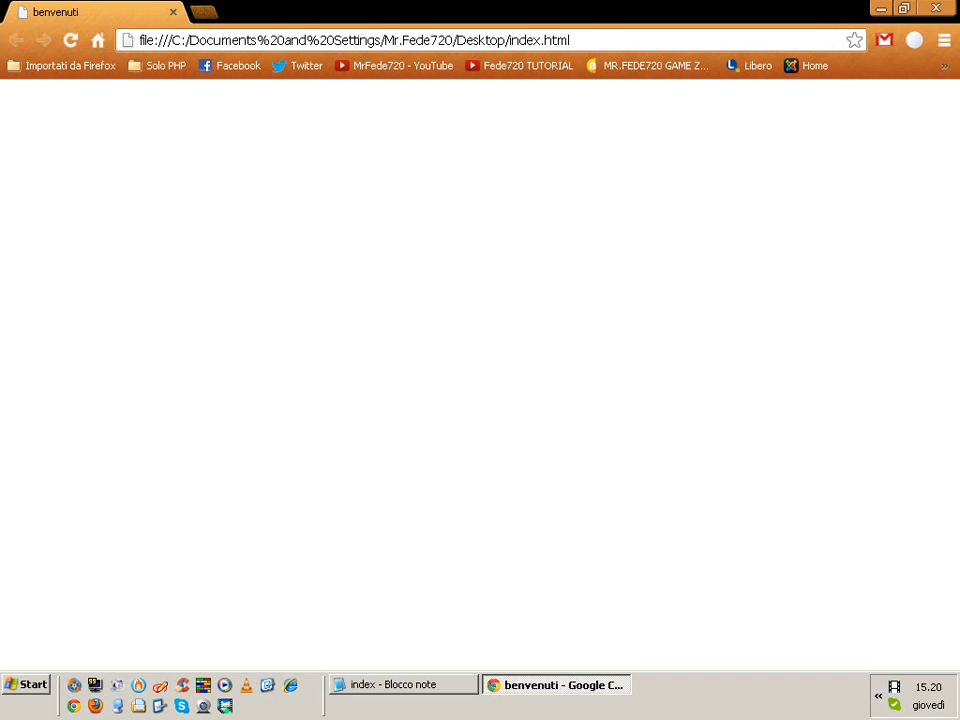 benvenuti
file:///C:/Documents%20and%20Settings/Mr.Fede720/Desktop/index.html
Importati da Firefox Solo PHP Facebook Twitter MrFede720 - YouTube Fede720 TUTORIAL MR.FEDE720 GAME Z... Libero Home »
Start index - Blocco note benvenuti - Google C... « 15.20
giovedì